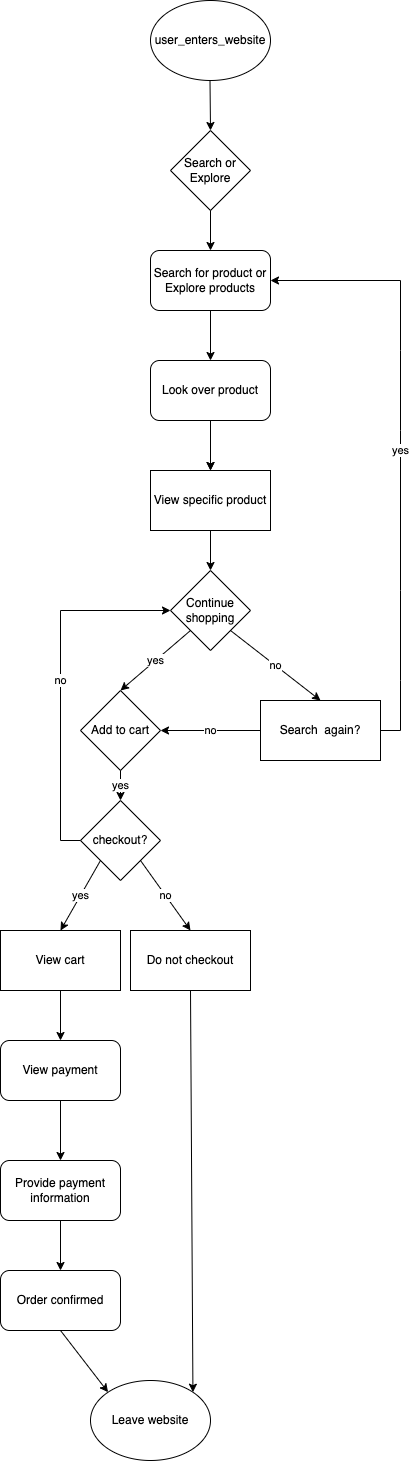 user_enters_website
Search or
Explore
Search for product or
Explore products
yes
Look over product
View specific product
Continue
shopping
yes
no
no
Add to cart
no
Search  again?
yes
checkout?
yes
no
View cart
Do not checkout
View payment
Provide payment
information
Order confirmed
Leave website